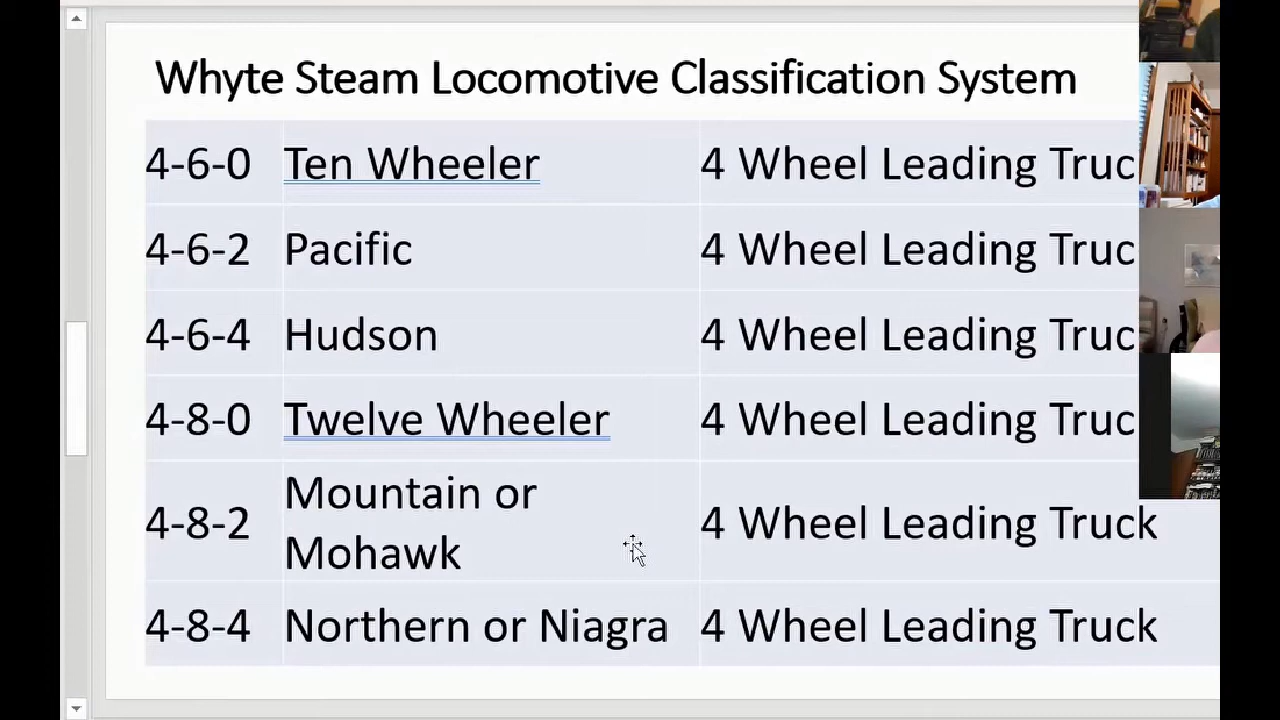 Whyte Steam Locomotive Classification System
4-6-0 Ten Wheeler 4 Wheel Leading Truc
4-6-2 Pacific 4 Wheel Leading Truc
4-6-4 Hudson 4 Wheel Leading Truc
4-8-0 Twelve Wheeler 4 Wheel Leading Truc
4-8-2 Mountain or Mohawk 4 Wheel Leading Truck
4-8-4 Northern or Niagra 4 Wheel Leading Truck